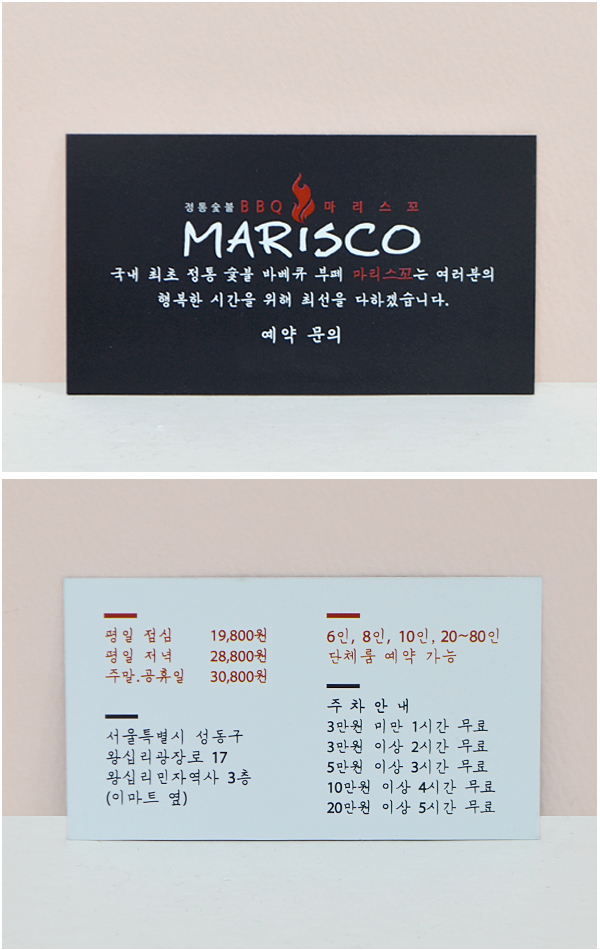 정통숯불 BBQ 마리스꼬
MARISCO
국내 최초 정통 숯불 바베큐 부페 마리스꼬는 여러분의
행복한 시간을 위해 최선을 다하겠습니다.
예약 문의
평일 점심 19,800원
평일 저녁 28,800원
주말.공휴일 30,800원
서울특별시 성동구
왕십리광장로 17
왕십리민자역사 3층
(이마트 옆)
6인, 8인, 10인, 20~80인
단체룸 예약 가능
주차안내
3만원 미만 1시간 무료
3만원 이상 2시간 무료
5만원 이상 3시간 무료
10만원 이상 4시간 무료
20만원 이상 5시간 무료